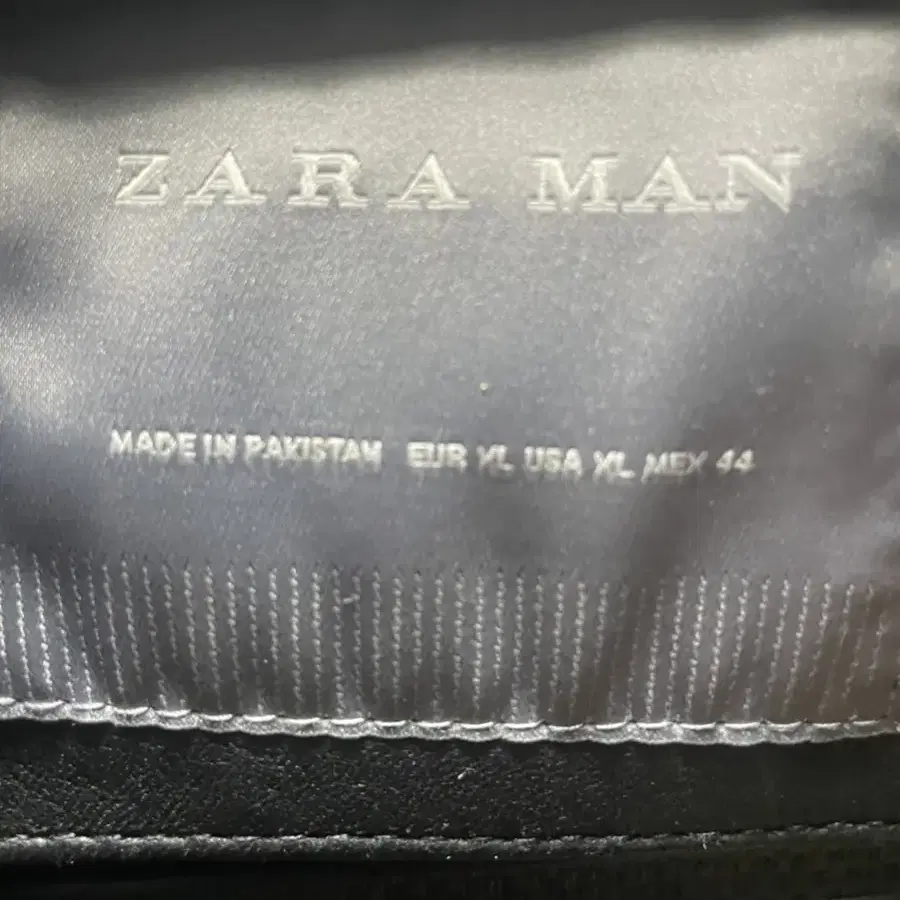 ZARA MAN
MADE IN PAKISTAN EUR XL USA XL MEX 44